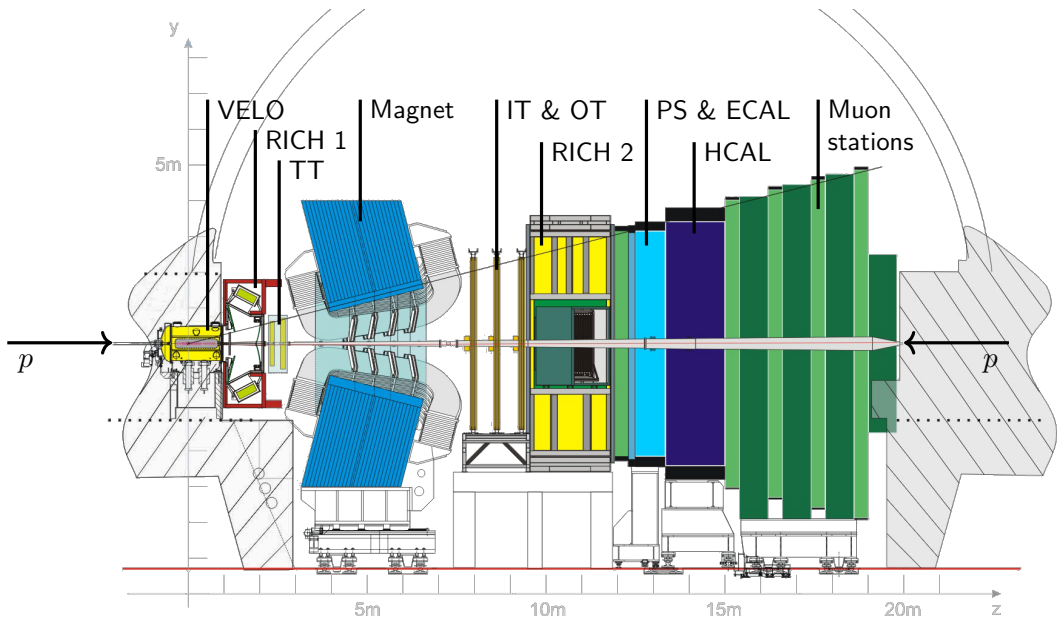 y
VELO
Magnet
IT & OT
PS & ECAL
Muon
stations
RICH 1
RICH 2
HCAL
TT
5m
p
p
5m
10m
15m
20m
z